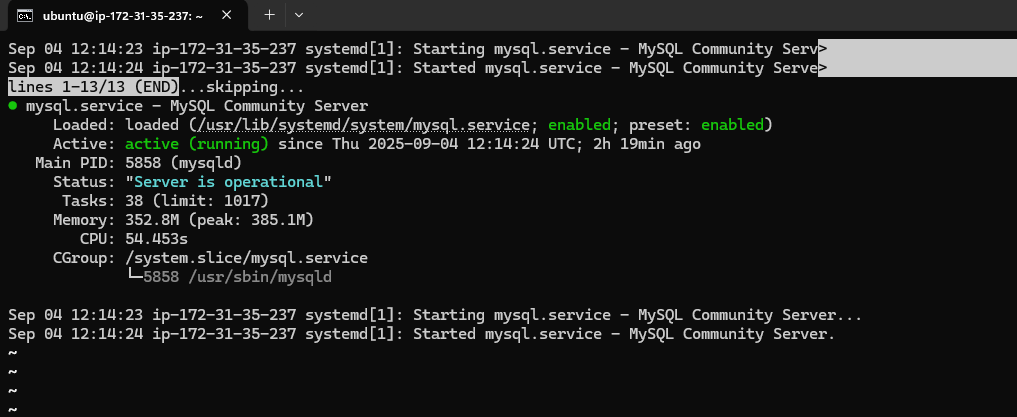 ubuntu@ip-172-31-35-237: ~
Sep 04 12:14:23 ip-172-31-35-237 systemd[1]: Starting mysql.service - MySQL Community Serv>
Sep 04 12:14:24 ip-172-31-35-237 systemd[1]: Started mysql.service - MySQL Community Serve>
lines 1-13/13 (END)...skipping...
● mysql.service - MySQL Community Server
     Loaded: loaded (/usr/lib/systemd/system/mysql.service; enabled; preset: enabled)
     Active: active (running) since Thu 2025-09-04 12:14:24 UTC; 2h 19min ago
   Main PID: 5858 (mysqld)
     Status: "Server is operational"
      Tasks: 38 (limit: 1017)
     Memory: 352.8M (peak: 385.1M)
        CPU: 54.453s
     CGroup: /system.slice/mysql.service
             └─5858 /usr/sbin/mysqld
Sep 04 12:14:23 ip-172-31-35-237 systemd[1]: Starting mysql.service - MySQL Community Server...
Sep 04 12:14:24 ip-172-31-35-237 systemd[1]: Started mysql.service - MySQL Community Server.
~
~
~
~